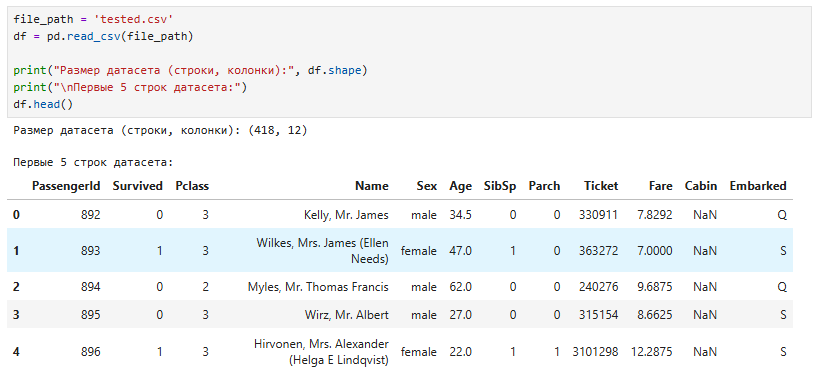 file_path = 'tested.csv'
df = pd.read_csv(file_path)
print("Размер датасета (строки, колонки):", df.shape)
print("\nПервые 5 строк датасета:")
df.head()
Размер датасета (строки, колонки): (418, 12)
Первые 5 строк датасета:
PassengerId Survived Pclass Name Sex Age SibSp Parch Ticket Fare Cabin Embarked
0 892 0 3 Kelly, Mr. James male 34.5 0 0 330911 7.8292 NaN Q
1 893 1 3 Wilkes, Mrs. James (Ellen
Needs) female 47.0 1 0 363272 7.0000 NaN S
2 894 0 2 Myles, Mr. Thomas Francis male 62.0 0 0 240276 9.6875 NaN Q
3 895 0 3 Wirz, Mr. Albert male 27.0 0 0 315154 8.6625 NaN S
4 896 1 3 Hirvonen, Mrs. Alexander
(Helga E Lindqvist) female 22.0 1 1 3101298 12.2875 NaN S